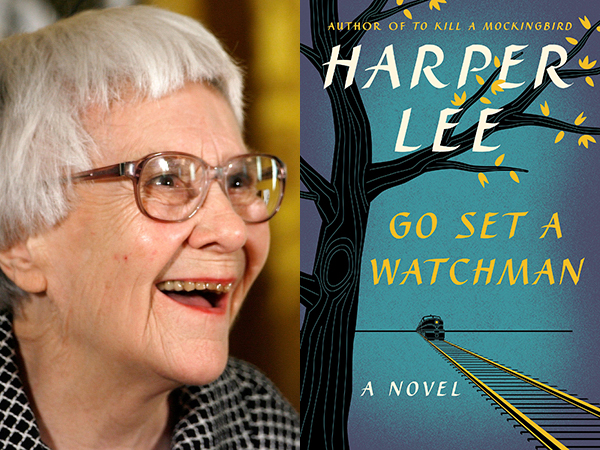 AUTHOR OF TO KILL A MOCKINGBIRD
HARPER
LEE
GO SET A
WATCHMAN
A NOVEL